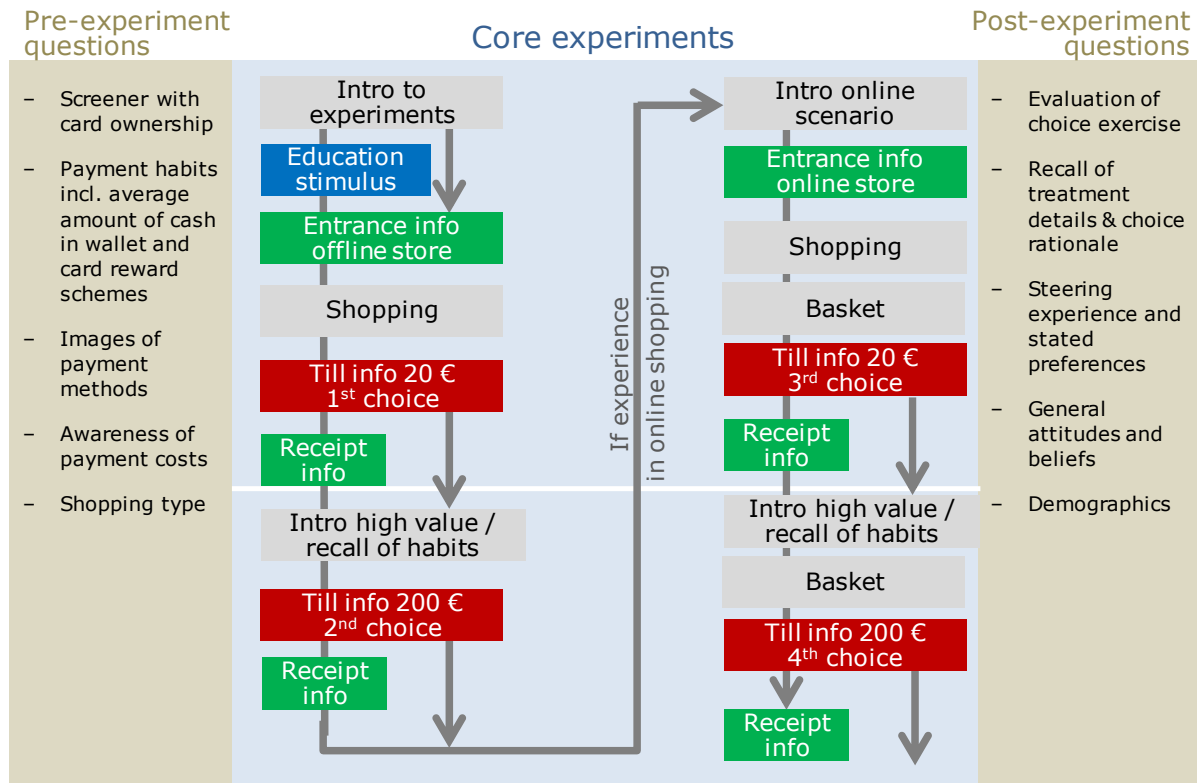 Pre-experiment
questions
Core experiments
Post-experiment
questions
– Screener with
card ownership
– Payment habits
incl. average
amount of cash
in wallet and
card reward
schemes
– Images of
payment
methods
– Awareness of
payment costs
– Shopping type
Intro to
experiments
Education
stimulus
Entrance info
offline store
Shopping
Till info 20 €
1st choice
Receipt
info
Intro high value /
recall of habits
Till info 200 €
2nd choice
Receipt
info
If experience
in online shopping
Intro online
scenario
Entrance info
online store
Shopping
Basket
Till info 20 €
3rd choice
Receipt
info
Intro high value /
recall of habits
Basket
Till info 200 €
4th choice
Receipt
info
– Evaluation of
choice exercise
– Recall of
treatment
details & choice
rationale
– Steering
experience and
stated
preferences
– General
attitudes and
beliefs
– Demographics